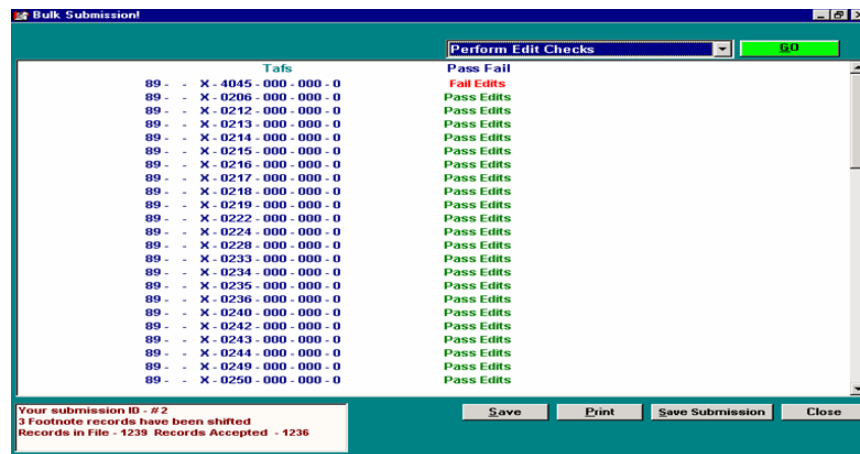 Bulk Submission!
Perform Edit Checks GO
Tafs Pass Fail
89 - - X - 4045 - 000 - 000 - 0 Fail Edits
89 - - X - 0206 - 000 - 000 - 0 Pass Edits
89 - - X - 0212 - 000 - 000 - 0 Pass Edits
89 - - X - 0213 - 000 - 000 - 0 Pass Edits
89 - - X - 0214 - 000 - 000 - 0 Pass Edits
89 - - X - 0215 - 000 - 000 - 0 Pass Edits
89 - - X - 0216 - 000 - 000 - 0 Pass Edits
89 - - X - 0217 - 000 - 000 - 0 Pass Edits
89 - - X - 0218 - 000 - 000 - 0 Pass Edits
89 - - X - 0219 - 000 - 000 - 0 Pass Edits
89 - - X - 0222 - 000 - 000 - 0 Pass Edits
89 - - X - 0224 - 000 - 000 - 0 Pass Edits
89 - - X - 0228 - 000 - 000 - 0 Pass Edits
89 - - X - 0233 - 000 - 000 - 0 Pass Edits
89 - - X - 0234 - 000 - 000 - 0 Pass Edits
89 - - X - 0235 - 000 - 000 - 0 Pass Edits
89 - - X - 0236 - 000 - 000 - 0 Pass Edits
89 - - X - 0240 - 000 - 000 - 0 Pass Edits
89 - - X - 0242 - 000 - 000 - 0 Pass Edits
89 - - X - 0243 - 000 - 000 - 0 Pass Edits
89 - - X - 0244 - 000 - 000 - 0 Pass Edits
89 - - X - 0249 - 000 - 000 - 0 Pass Edits
89 - - X - 0250 - 000 - 000 - 0 Pass Edits
Your submission ID - #2
3 Footnote records have been shifted
Records in File - 1239 Records Accepted - 1236
Save Print Save Submission Close